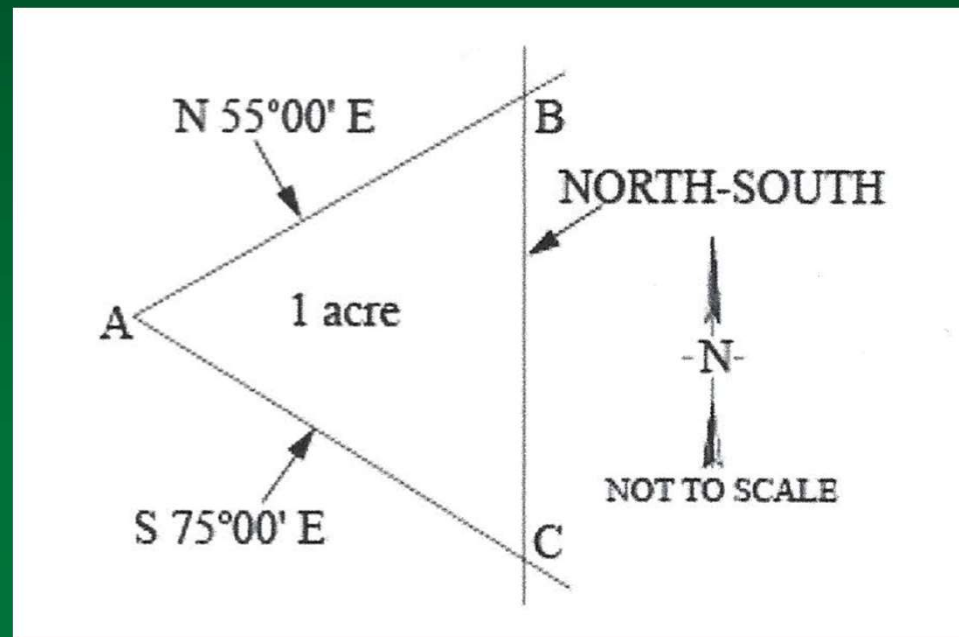 N 55°00' E
B
NORTH-SOUTH
A
1 acre
-N-
NOT TO SCALE
S 75°00' E
C